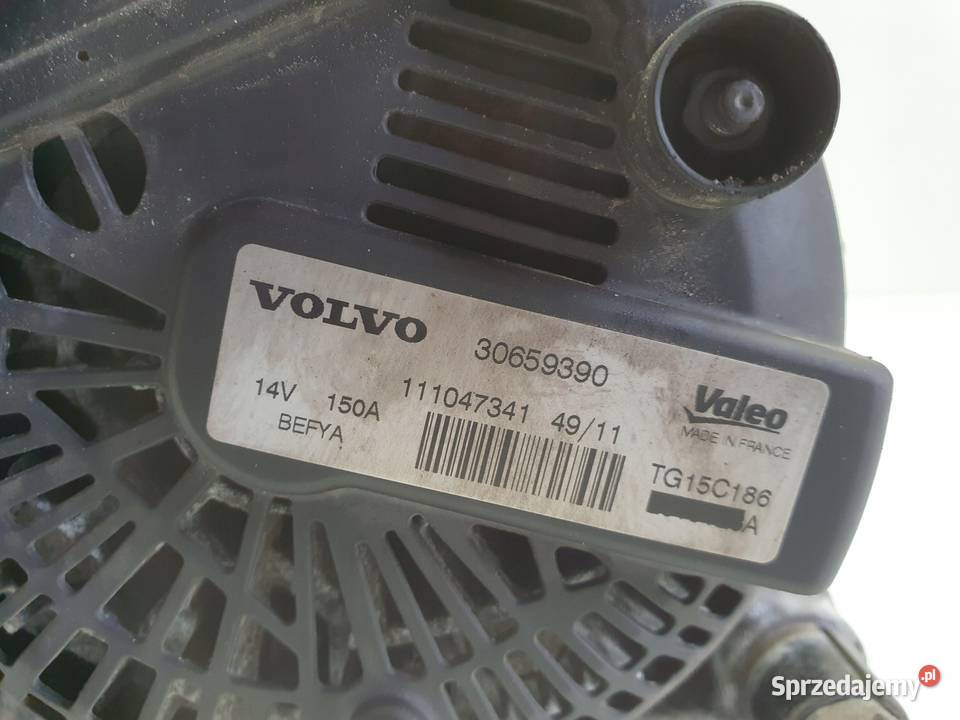 VOLVO
30659390
14V 150A
111047341 49/11
BEFYA
Valeo
MADE IN FRANCE
TG15C186
A
Sprzedajemy.pl